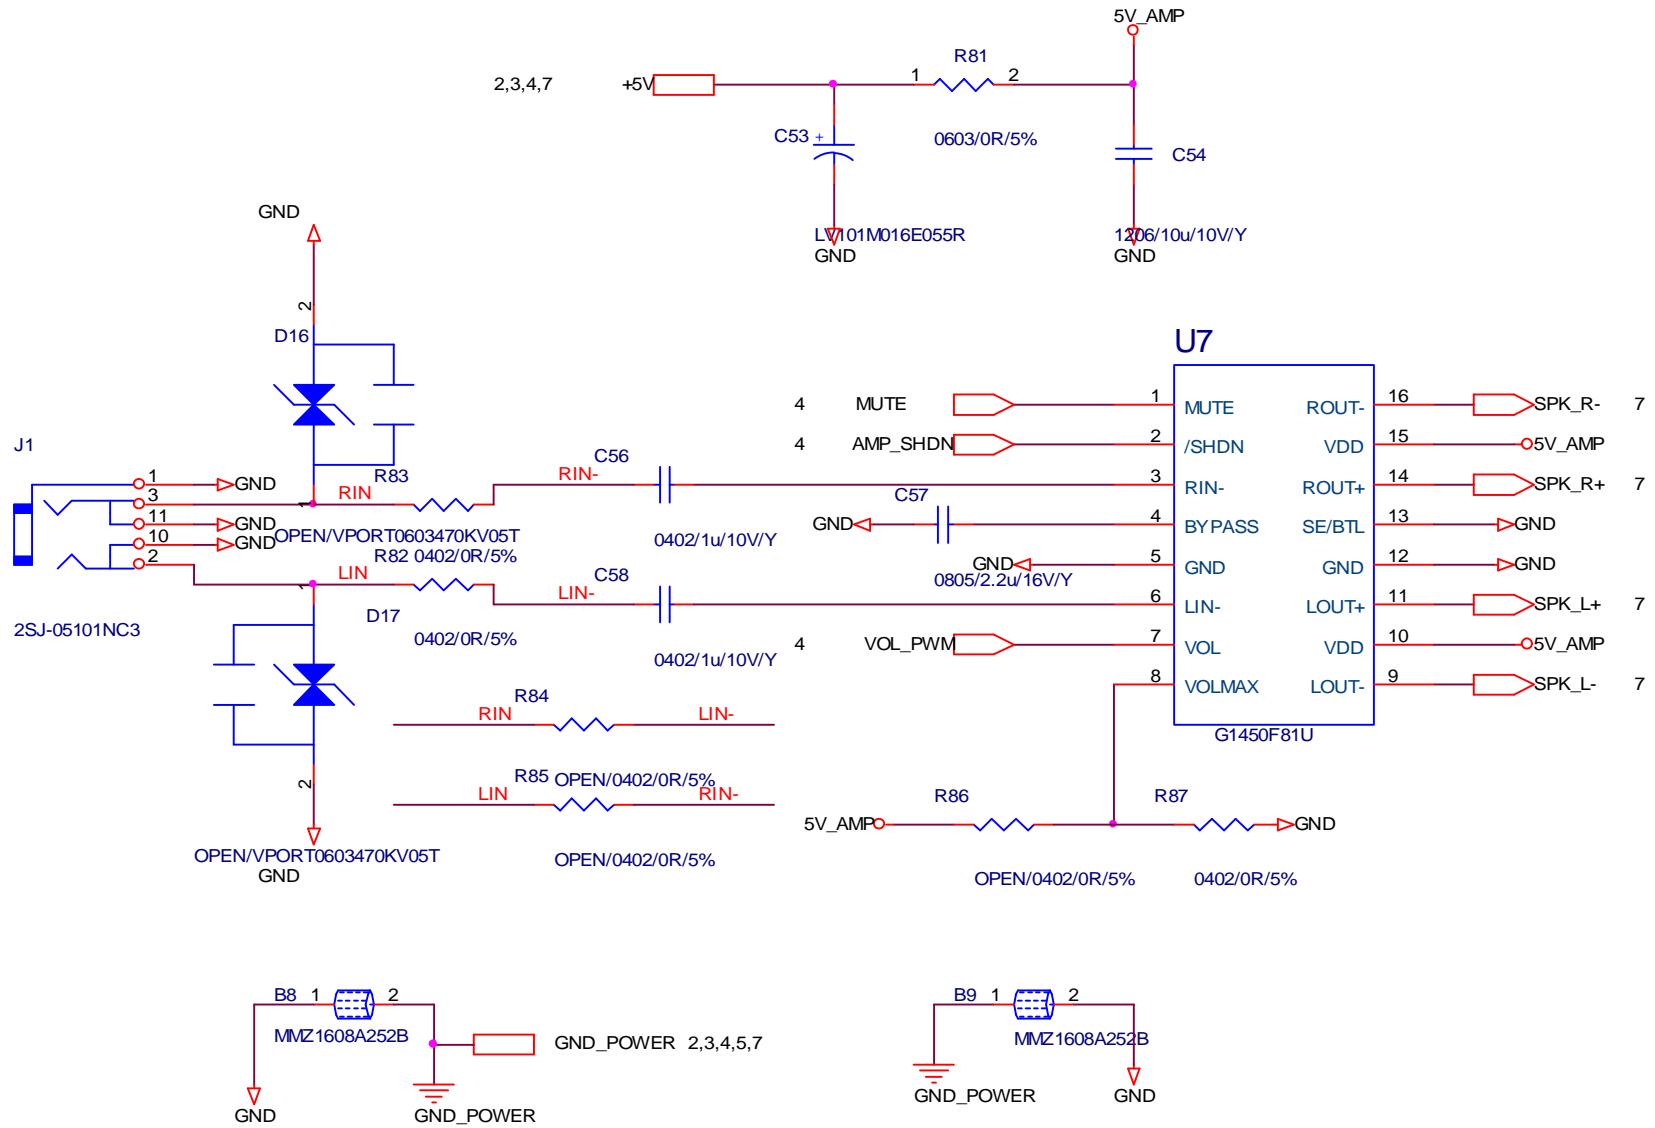 5V_AMP
R81
2,3,4,7 +5V 1 2
C53 + 0603/0R/5% C54
LV101M016E055R 1206/10u/10V/Y
GND GND
GND
2
D16
U7
J1
4 MUTE 1 MUTE ROUT- 16 SPK_R- 7
4 AMP_SHDN 2 /SHDN VDD 15 5V_AMP
1 GND RIN R83 RIN- C56 3 RIN- ROUT+ 14 SPK_R+ 7
3 1
11 GND OPEN/VPORT0603470KV05T 0402/1u/10V/Y GND C57 4 BYPASS SE/BTL 13 GND
10 GND R82 0402/0R/5% GND 5 GND GND 12 GND
2 LIN LIN- C58 0805/2.2u/16V/Y
1 6 LIN- LOUT+ 11 SPK_L+ 7
2SJ-05101NC3 D17 0402/0R/5%
0402/1u/10V/Y 4 VOL_PWM 7 VOL VDD 10 5V_AMP
8 VOLMAX LOUT- 9 SPK_L- 7
RIN R84 LIN-
G1450F81U
OPEN/0402/0R/5%
LIN R85 RIN-
2
R86 R87
5V_AMP GND
OPEN/VPORT0603470KV05T OPEN/0402/0R/5%
GND OPEN/0402/0R/5% 0402/0R/5%
B8 1 2 B9 1 2
MMZ1608A252B MMZ1608A252B
GND_POWER 2,3,4,5,7
GND GND_POWER GND_POWER GND